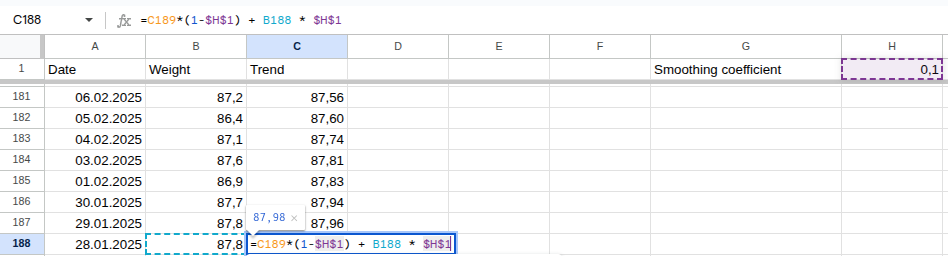 C188 fx =C189*(1-$H$1) + B188 * $H$1
A B C D E F G H
1 Date Weight Trend Smoothing coefficient 0,1
181 06.02.2025 87,2 87,56
182 05.02.2025 86,4 87,60
183 04.02.2025 87,1 87,74
184 03.02.2025 87,6 87,81
185 01.02.2025 86,9 87,83
186 30.01.2025 87,7 87,94
187 29.01.2025 87,8 87,96
87,98 ×
188 28.01.2025 87,8 =C189*(1-$H$1) + B188 * $H$1